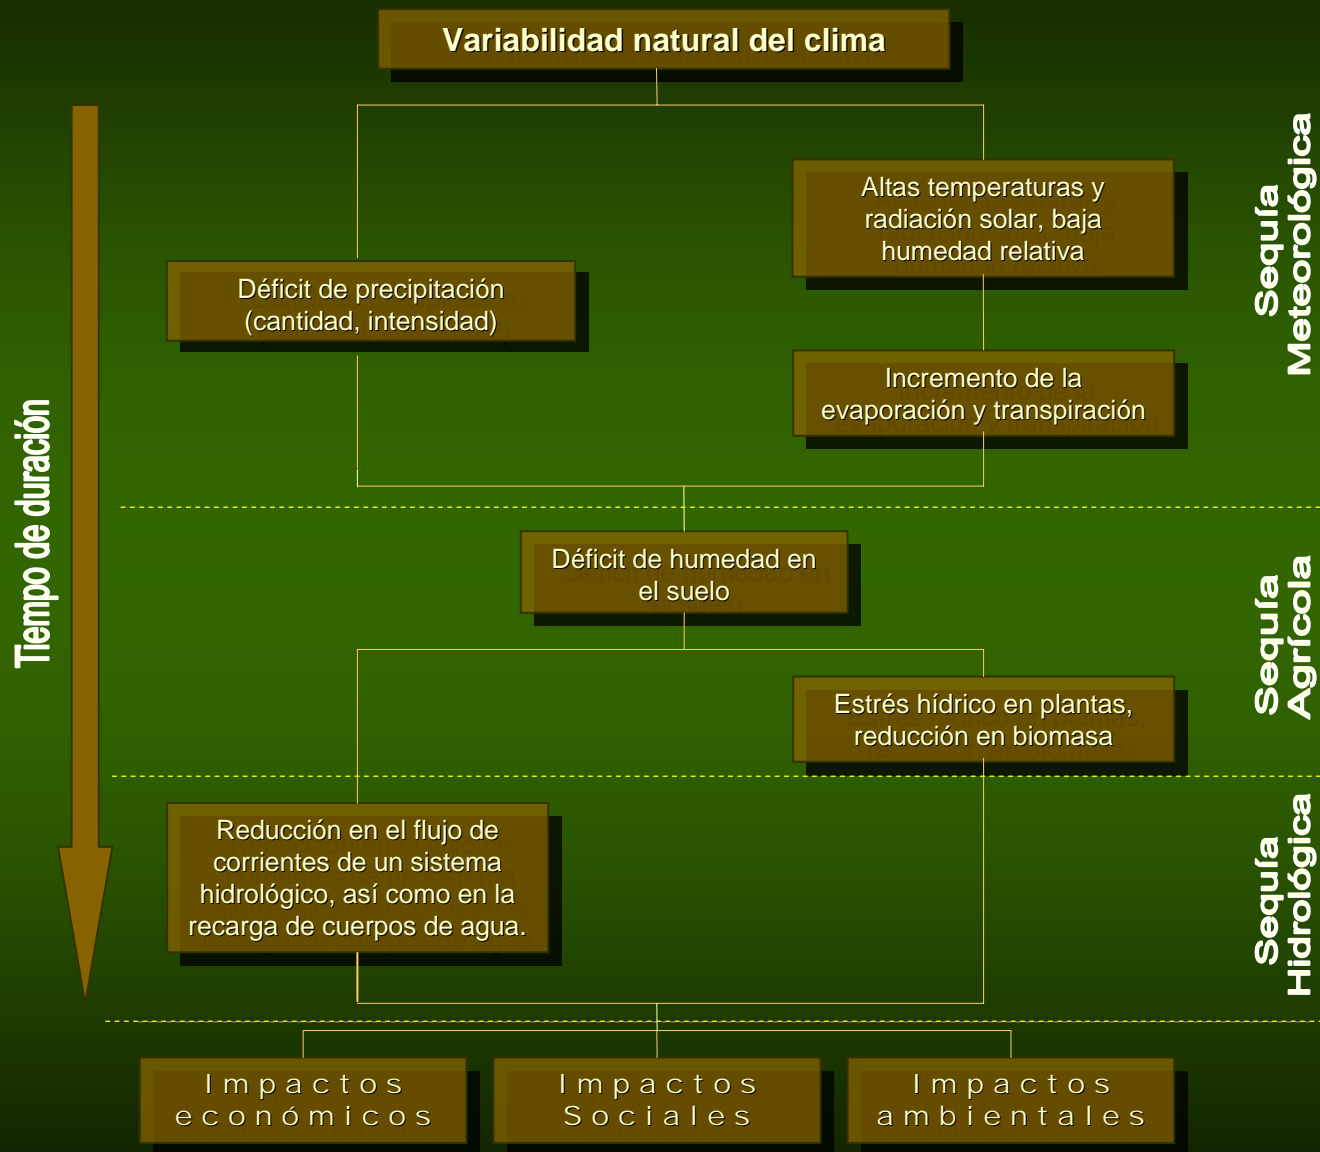 Variabilidad natural del clima
Altas temperaturas y
radiación solar, baja
humedad relativa
Sequía
Meteorológica
Déficit de precipitación
(cantidad, intensidad)
Incremento de la
evaporación y transpiración
Tiempo de duración
Déficit de humedad en
el suelo
Sequía
Agrícola
Estrés hídrico en plantas,
reducción en biomasa
Reducción en el flujo de
corrientes de un sistema
hidrológico, así como en la
recarga de cuerpos de agua.
Sequía
Hidrológica
Impactos
económicos
Impactos
Sociales
Impactos
ambientales